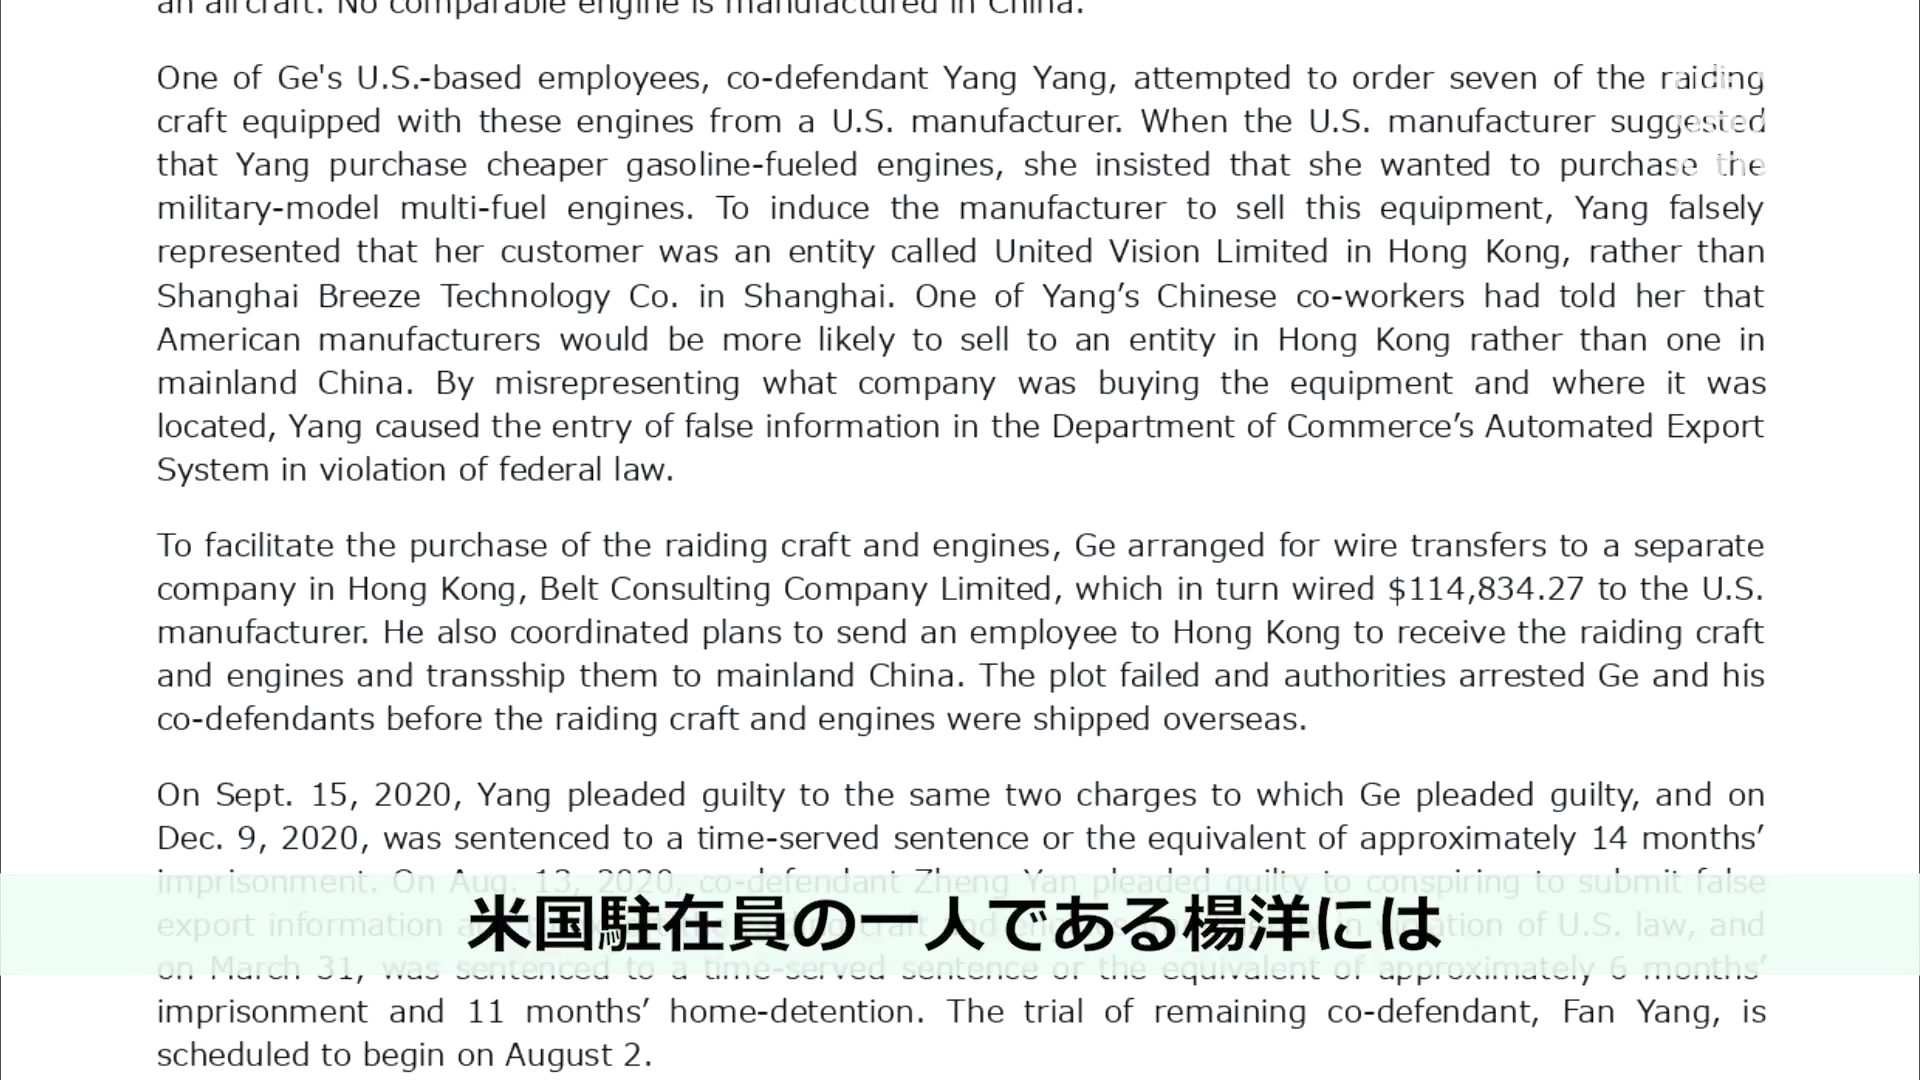 an aircraft. No comparable engine is manufactured in China.
One of Ge's U.S.-based employees, co-defendant Yang Yang, attempted to order seven of the raiding
craft equipped with these engines from a U.S. manufacturer. When the U.S. manufacturer suggested
that Yang purchase cheaper gasoline-fueled engines, she insisted that she wanted to purchase the
military-model multi-fuel engines. To induce the manufacturer to sell this equipment, Yang falsely
represented that her customer was an entity called United Vision Limited in Hong Kong, rather than
Shanghai Breeze Technology Co. in Shanghai. One of Yang’s Chinese co-workers had told her that
American manufacturers would be more likely to sell to an entity in Hong Kong rather than one in
mainland China. By misrepresenting what company was buying the equipment and where it was
located, Yang caused the entry of false information in the Department of Commerce’s Automated Export
System in violation of federal law.
To facilitate the purchase of the raiding craft and engines, Ge arranged for wire transfers to a separate
company in Hong Kong, Belt Consulting Company Limited, which in turn wired $114,834.27 to the U.S.
manufacturer. He also coordinated plans to send an employee to Hong Kong to receive the raiding craft
and engines and transship them to mainland China. The plot failed and authorities arrested Ge and his
co-defendants before the raiding craft and engines were shipped overseas.
On Sept. 15, 2020, Yang pleaded guilty to the same two charges to which Ge pleaded guilty, and on
Dec. 9, 2020, was sentenced to a time-served sentence or the equivalent of approximately 14 months’
imprisonment. On Aug. 13, 2020, co-defendant Zheng Yan pleaded guilty to conspiring to submit false
export information craft and in of U.S. law, and
米国駐在員の一人である楊洋には
on March 31, was sentenced to a time-served sentence or the equivalent of approximately 6 months’
imprisonment and 11 months’ home-detention. The trial of remaining co-defendant, Fan Yang, is
scheduled to begin on August 2.